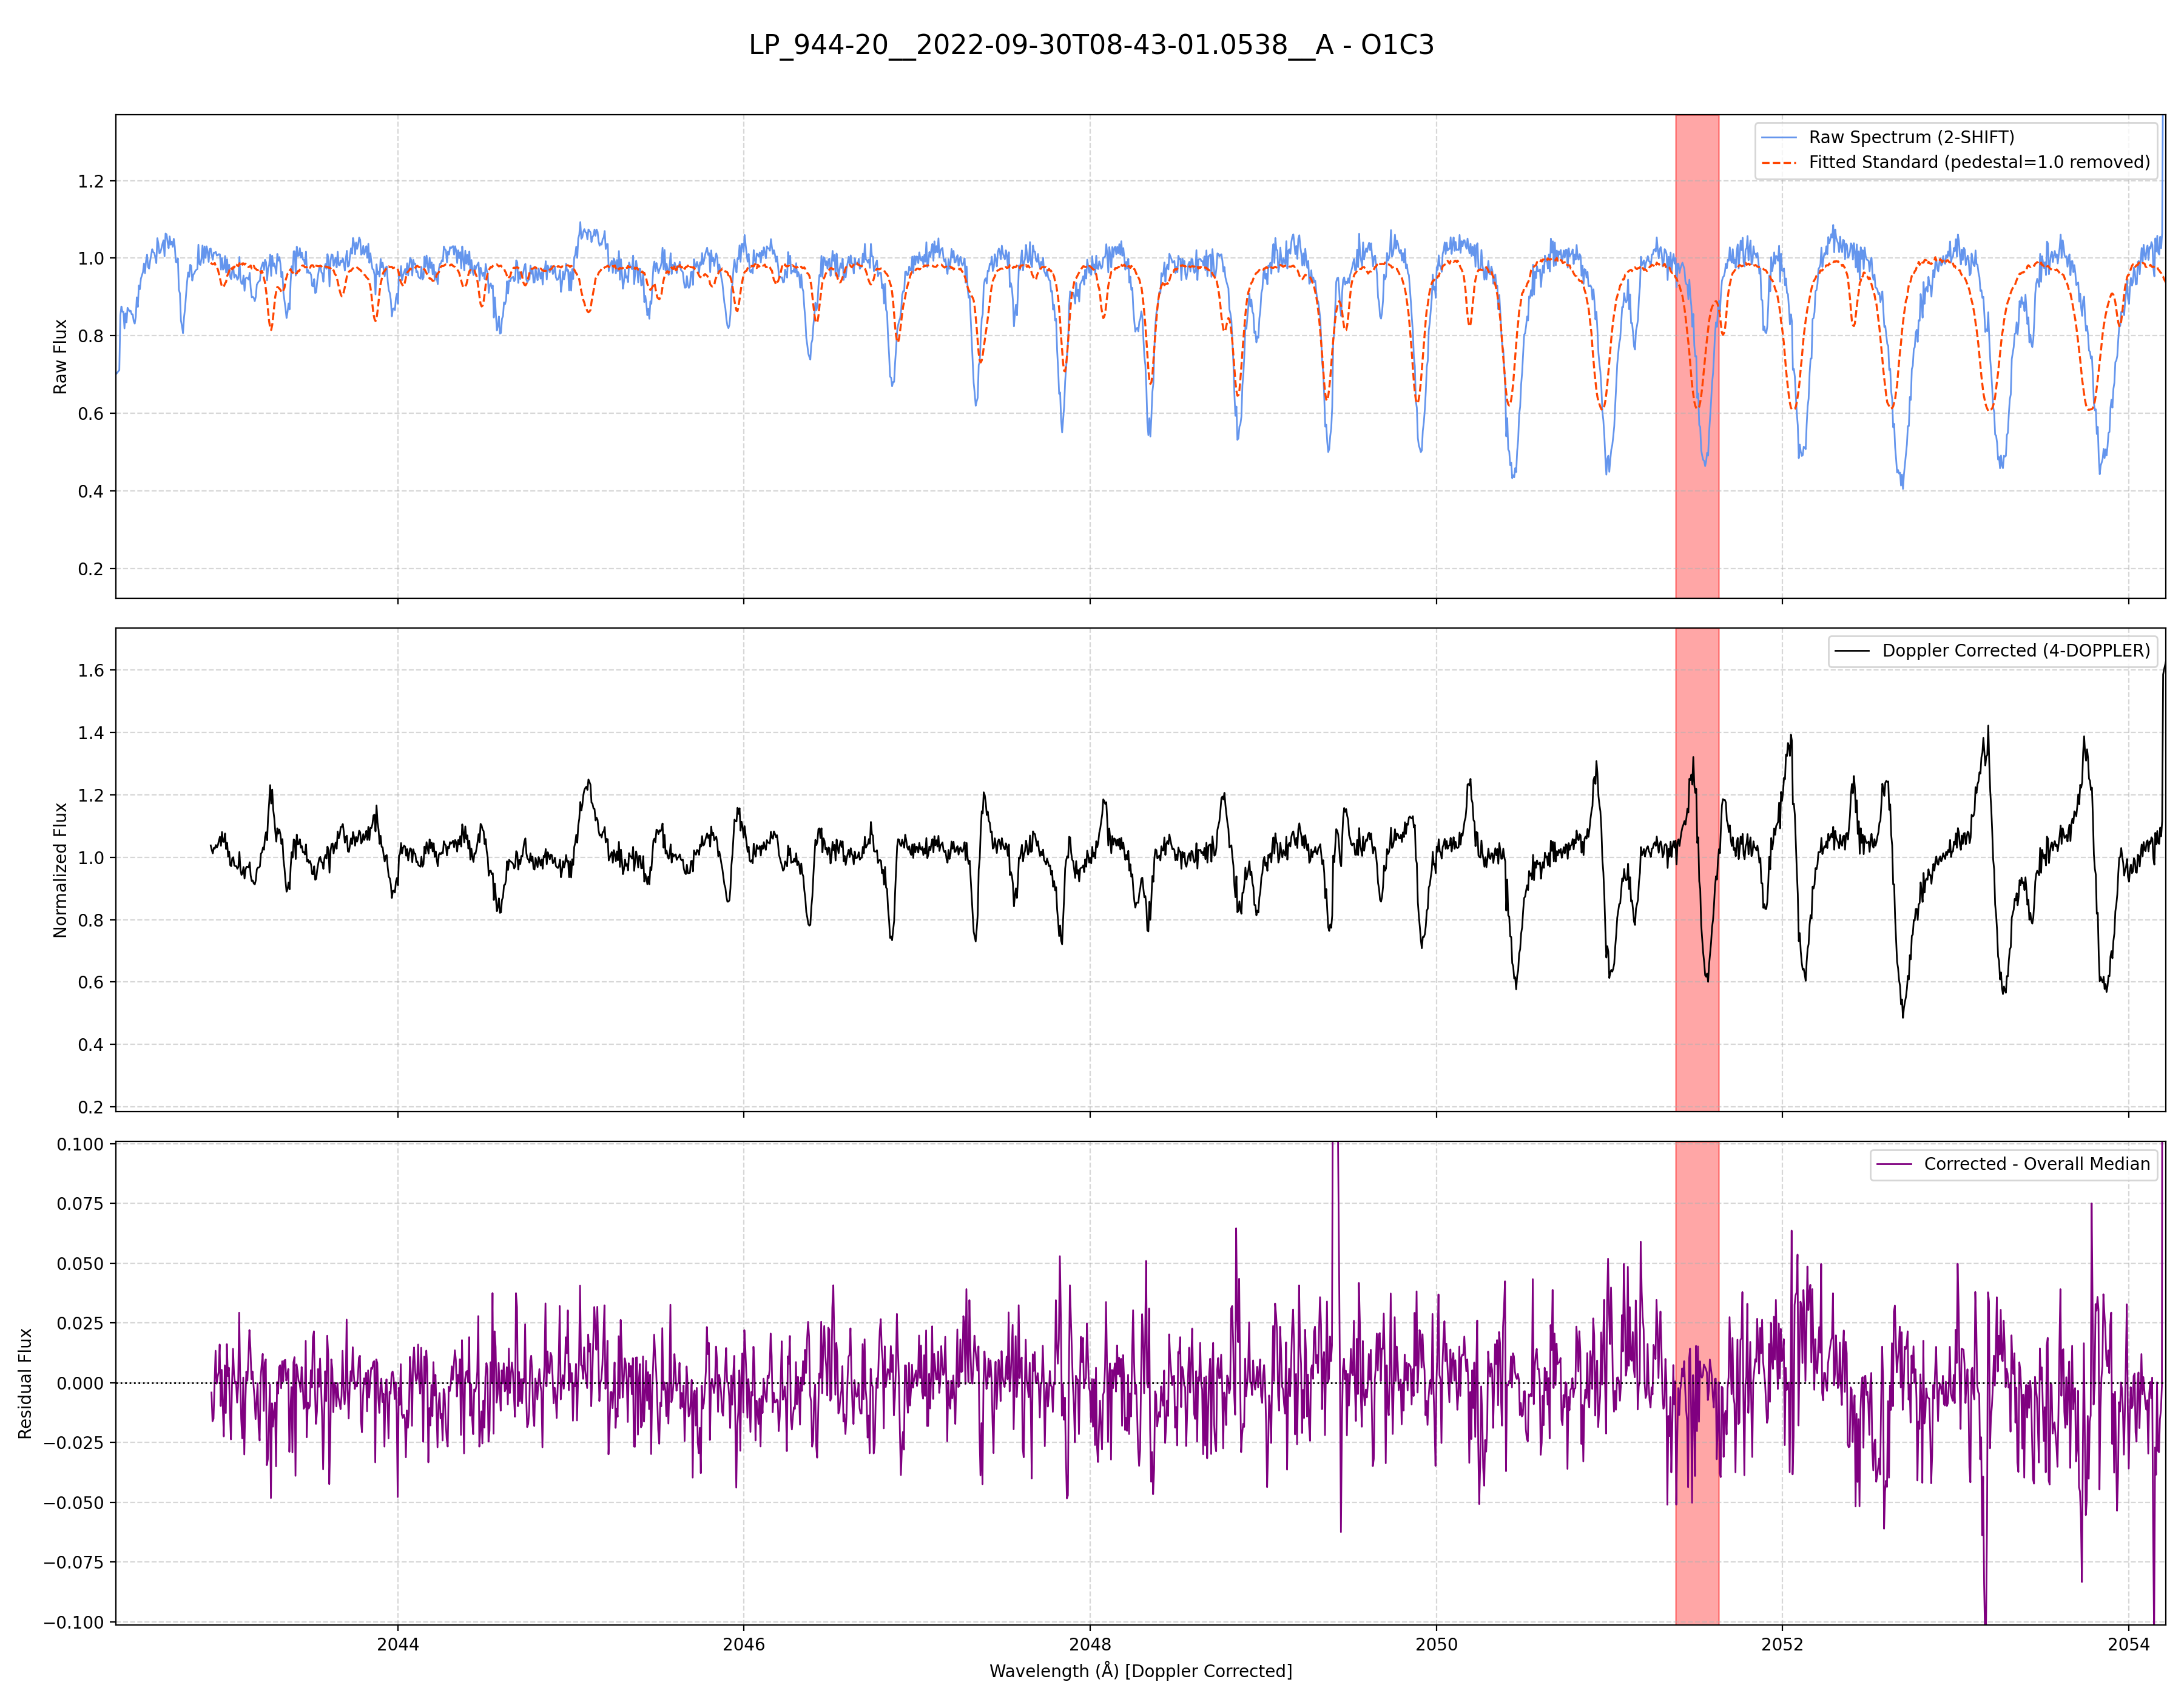 LP_944-20__2022-09-30T08-43-01.0538__A - O1C3
Raw Spectrum (2-SHIFT)
Fitted Standard (pedestal=1.0 removed)
1.2
1.0
0.8
0.6
0.4
0.2
Raw Flux
Doppler Corrected (4-DOPPLER)
1.6
1.4
1.2
1.0
0.8
0.6
0.4
0.2
Normalized Flux
Corrected - Overall Median
0.100
0.075
0.050
0.025
0.000
−0.025
−0.050
−0.075
−0.100
Residual Flux
2044 2046 2048 2050 2052 2054
Wavelength (Å) [Doppler Corrected]